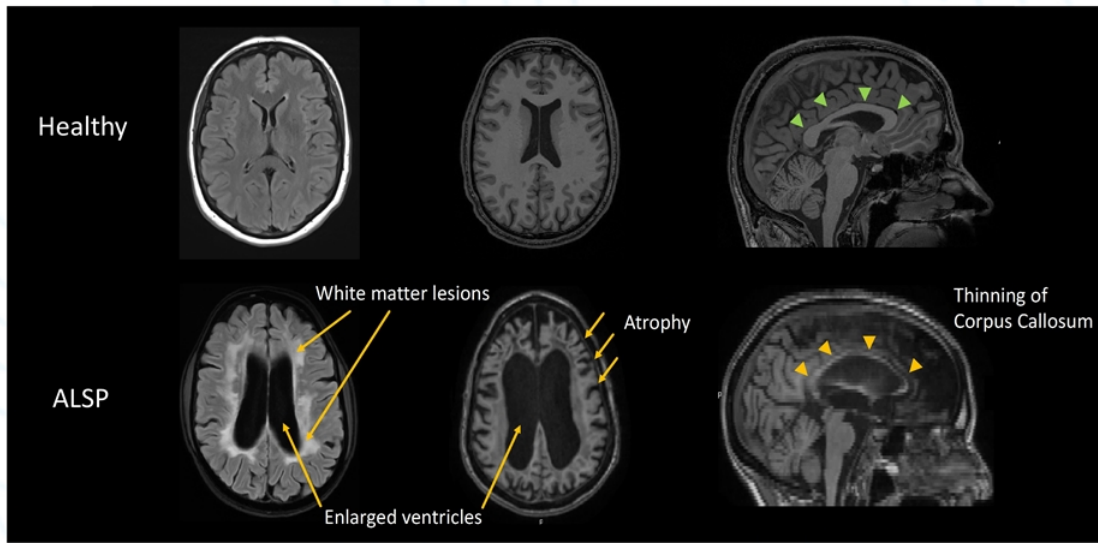 Healthy
White matter lesions
Atrophy
Thinning of
Corpus Callosum
ALSP
Enlarged ventricles